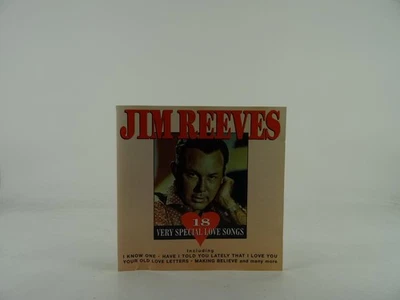 JIM REEVES
18
VERY SPECIAL LOVE SONGS
including
I KNOW ONE - HAVE I TOLD YOU LATELY THAT I LOVE YOU
YOUR OLD LOVE LETTERS - MAKING BELIEVE and many more